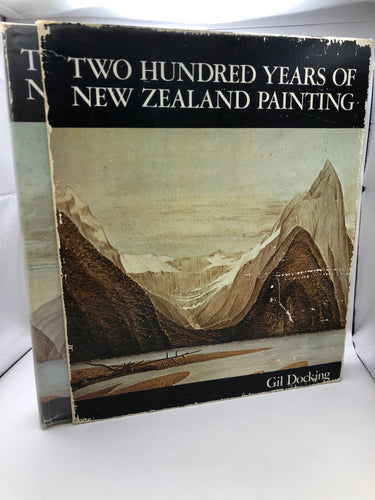 TWO HUNDRED YEARS OF
NEW ZEALAND PAINTING
Gil Docking
T
N